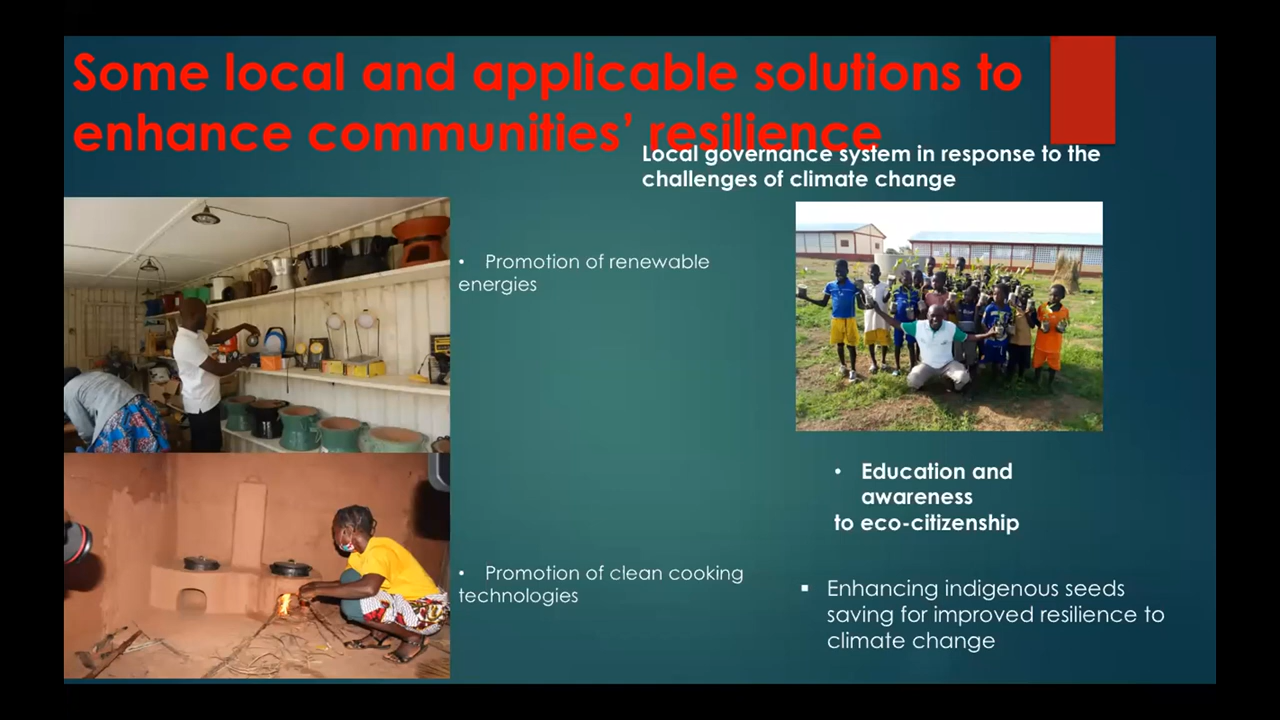 Some local and applicable solutions to
enhance communities’ resilience
Local governance system in response to the
challenges of climate change
• Promotion of renewable
energies
• Education and
awareness
to eco-citizenship
• Promotion of clean cooking
technologies
▪ Enhancing indigenous seeds
saving for improved resilience to
climate change